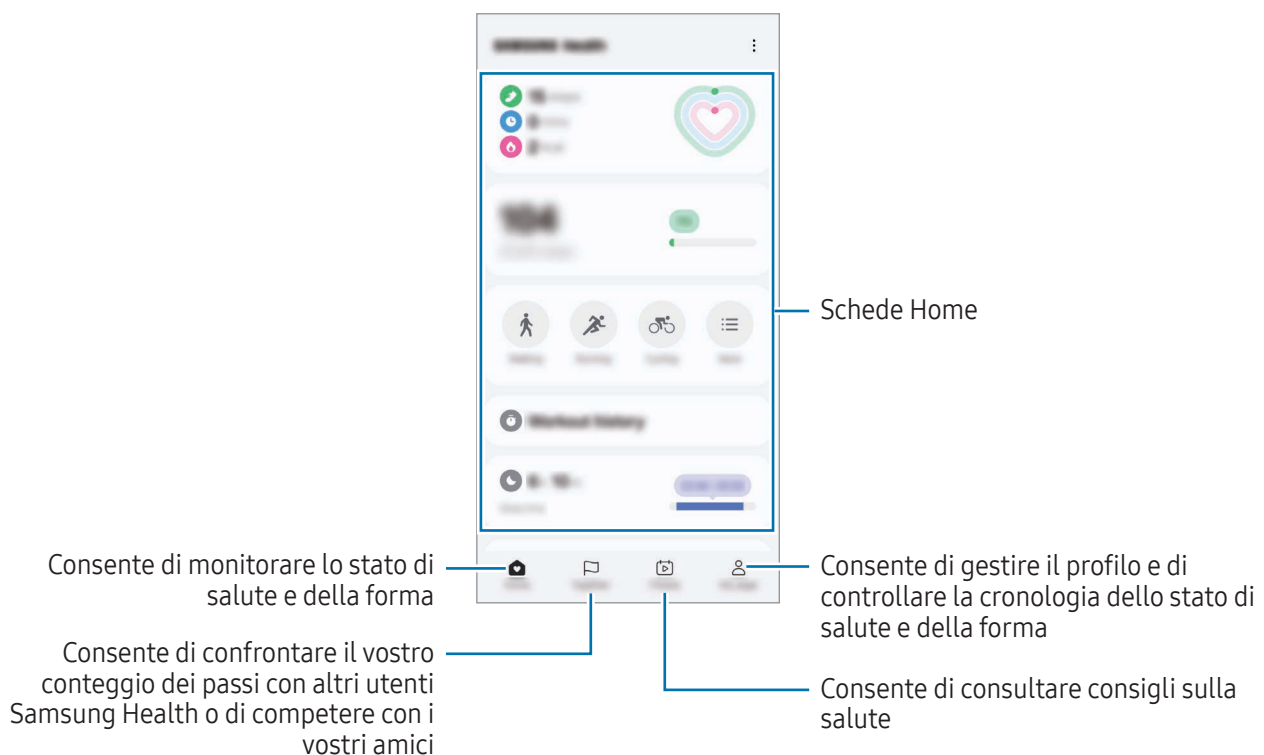 Schede Home
Consente di monitorare lo stato di
salute e della forma
Consente di confrontare il vostro
conteggio dei passi con altri utenti
Samsung Health o di competere con i
vostri amici
Consente di gestire il profilo e di
controllare la cronologia dello stato di
salute e della forma
Consente di consultare consigli sulla
salute